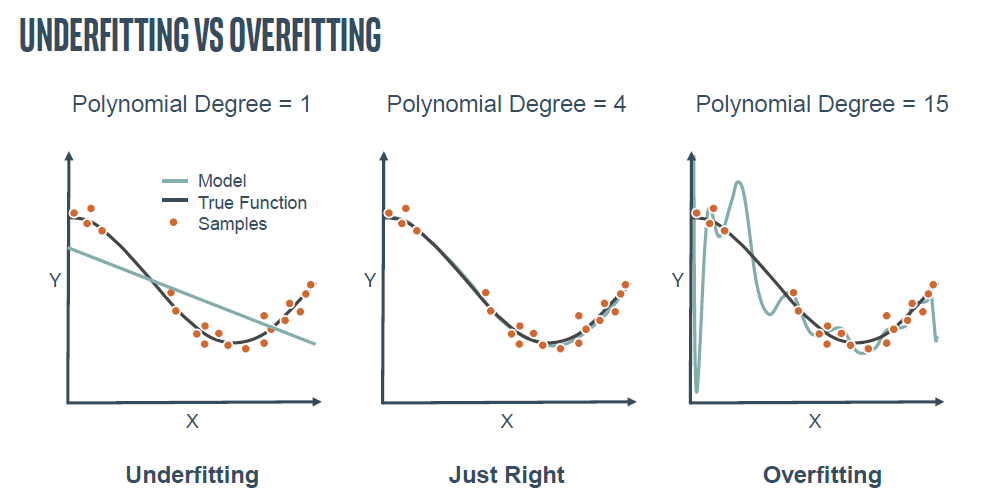 UNDERFITTING VS OVERFITTING
Polynomial Degree = 1
Polynomial Degree = 4
Polynomial Degree = 15
Model
True Function
Samples
Y
Y
Y
X
X
X
Underfitting
Just Right
Overfitting